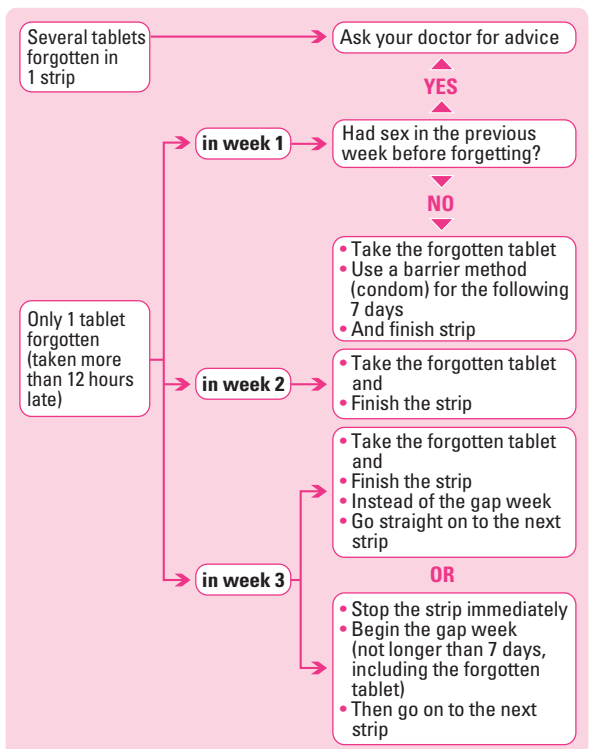 Several tablets
forgotten in
1 strip
Ask your doctor for advice
YES
in week 1
Had sex in the previous
week before forgetting?
NO
• Take the forgotten tablet
• Use a barrier method
(condom) for the following
7 days
• And finish strip
Only 1 tablet
forgotten
(taken more
than 12 hours
late)
in week 2
• Take the forgotten tablet
and
• Finish the strip
• Take the forgotten tablet
and
• Finish the strip
• Instead of the gap week
• Go straight on to the next
strip
in week 3
OR
• Stop the strip immediately
• Begin the gap week
(not longer than 7 days,
including the forgotten
tablet)
• Then go on to the next
strip